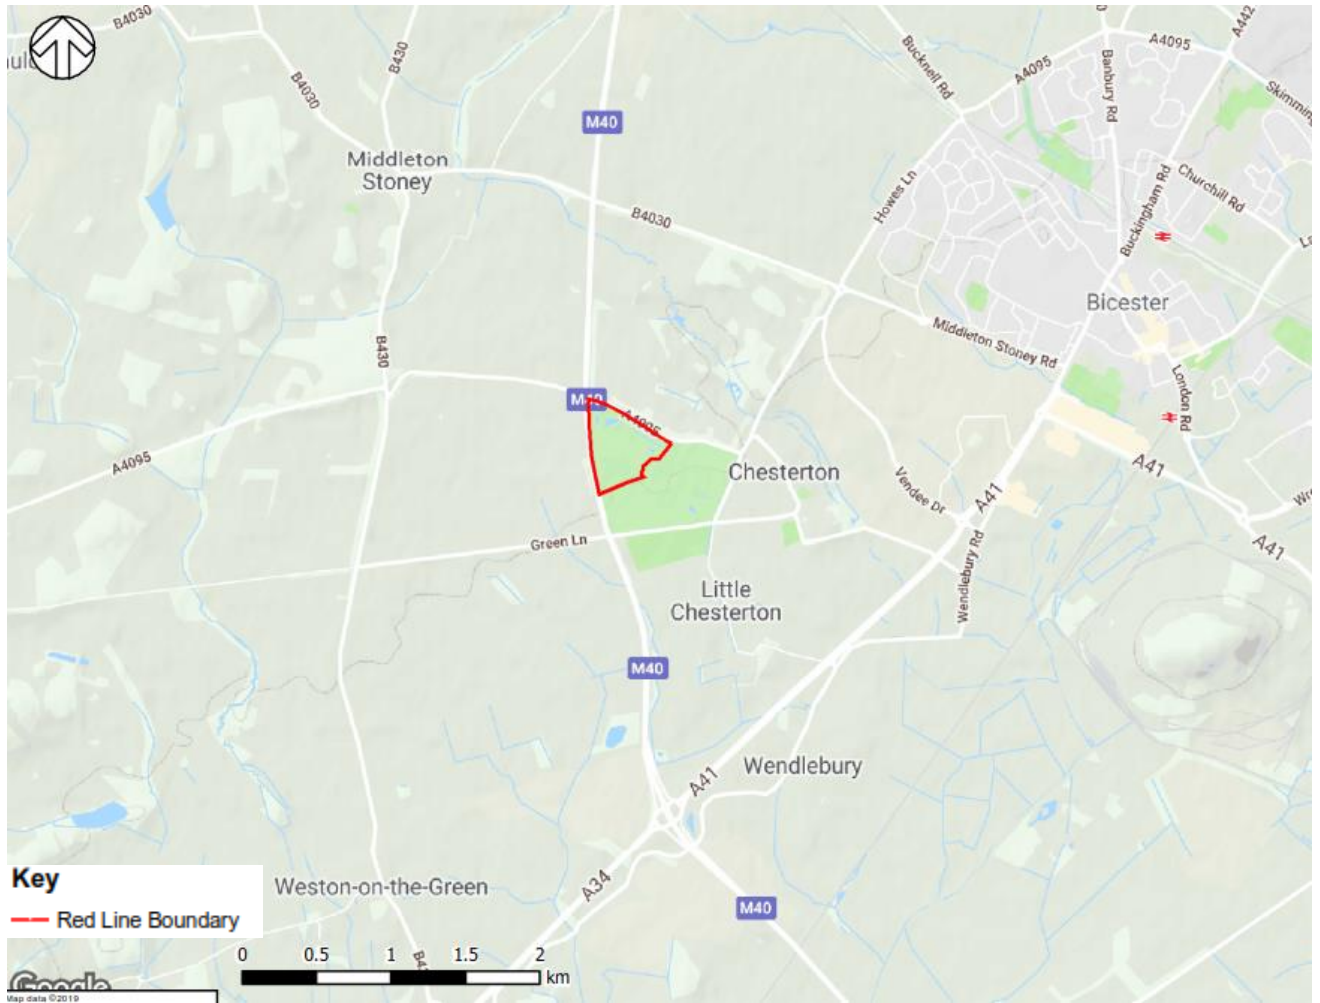 B4030
B430
A4095
A442
Bucknell Rd
A4095
Banbury Rd
Skimming
B4030
M40
Middleton
Stoney
Churchill Rd
Buckingham Rd
Howes Ln
B4030
Bicester
Middleton Stoney Rd
B430
London Rd
M40
A4095
A4095
Chesterton
A41
Vendee Dr
A41
A41
Green Ln
Wendlebury Rd
Little
Chesterton
M40
Wendlebury
A41
Key
Red Line Boundary
Weston-on-the-Green
A34
M40
0 0.5 1 1.5 2
km
Google
Map data ©2019